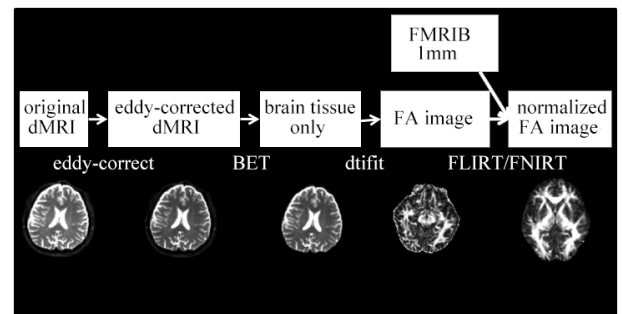 FMRIB
1mm
original
dMRI
eddy-corrected
dMRI
brain tissue
only
FA image
normalized
FA image
eddy-correct
BET
dtifit
FLIRT/FNIRT